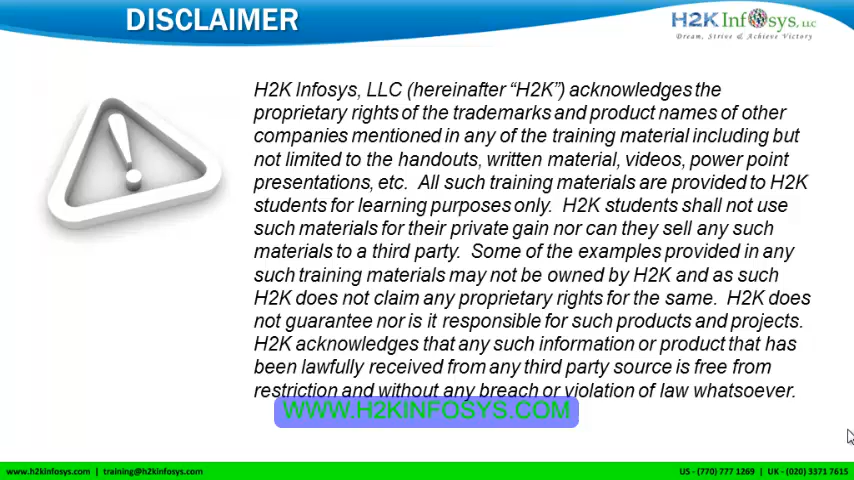 DISCLAIMER
H2K Infosys, LLC
Dream, Strive & Achieve Victory
H2K Infosys, LLC (hereinafter “H2K”) acknowledges the
proprietary rights of the trademarks and product names of other
companies mentioned in any of the training material including but
not limited to the handouts, written material, videos, power point
presentations, etc.  All such training materials are provided to H2K
students for learning purposes only.  H2K students shall not use
such materials for their private gain nor can they sell any such
materials to a third party.  Some of the examples provided in any
such training materials may not be owned by H2K and as such
H2K does not claim any proprietary rights for the same.  H2K does
not guarantee nor is it responsible for such products and projects.
H2K acknowledges that any such information or product that has
been lawfully received from any third party source is free from
restriction and without any breach or violation of law whatsoever.
WWW.H2KINFOSYS.COM
www.h2kinfosys.com | training@h2kinfosys.com
US - (770) 777 1269 | UK - (020) 3371 7615